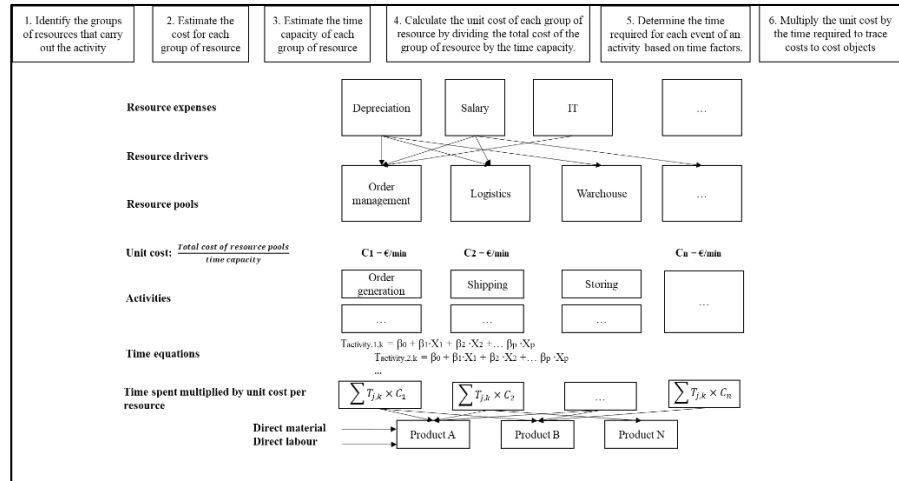 1. Identify the groups
of resources that carry
out the activity
2. Estimate the
cost for each
group of resource
3. Estimate the time
capacity of each
group of resource
4. Calculate the unit cost of each group of
resource by dividing the total cost of the
group of resource by the time capacity.
5. Determine the time
required for each event of an
activity based on time factors.
6. Multiply the unit cost by
the time required to trace
costs to cost objects
Resource expenses
Depreciation
Salary
IT
…
Resource drivers
Resource pools
Order
management
Logistics
Warehouse
…
Unit cost: Total cost of resource pools / time capacity
C1 – €/min
C2 – €/min
Cn – €/min
Activities
Order
generation
Shipping
Storing
…
…
…
…
Time equations
Tactivity,1,k = β0 + β1·X1 + β2 ·X2 +… βp ·Xp
Tactivity,2,k = β0 + β1·X1 + β2 ·X2 +… βp ·Xp
...
Time spent multiplied by unit cost per
resource
∑ Tj,k × C1
∑ Tj,k × C2
…
∑ Tj,k × Cn
Direct material
Direct labour
Product A
Product B
Product N